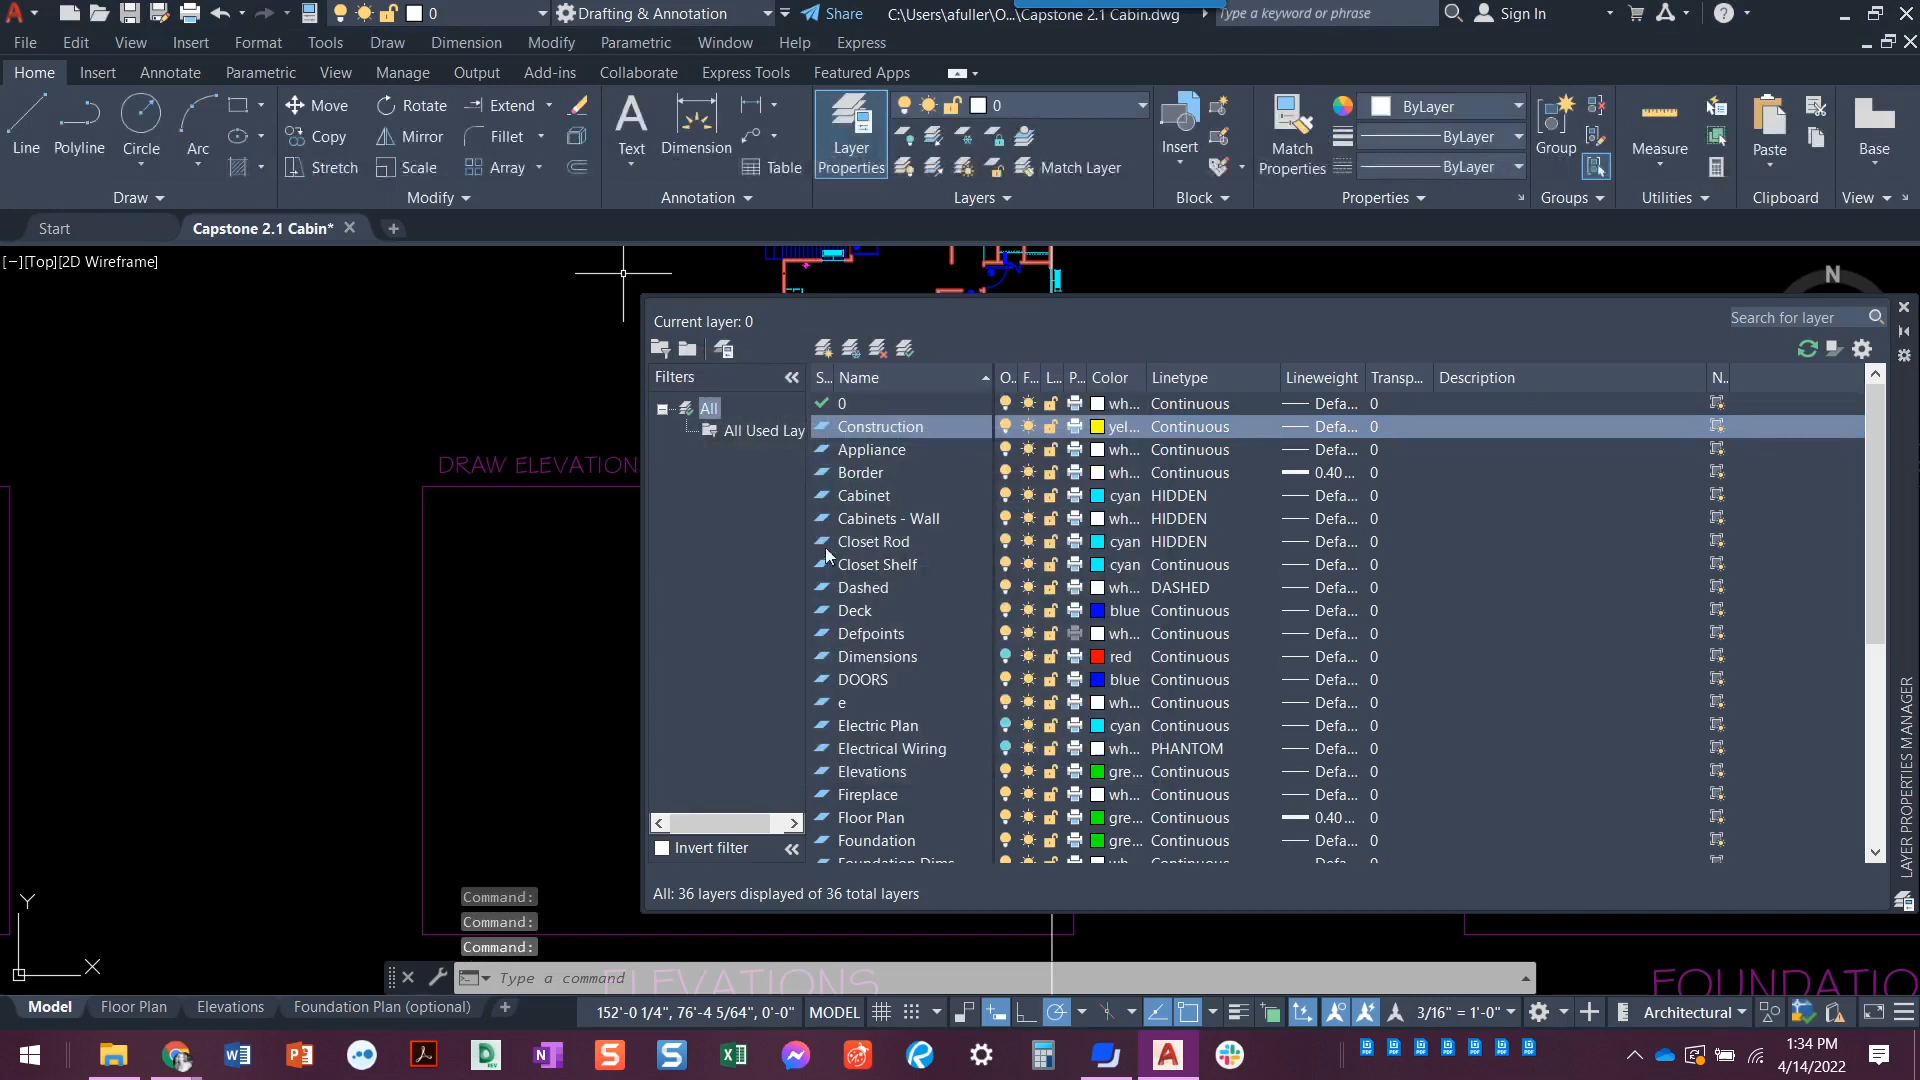 0
Drafting & Annotation
Share
C:\Users\afuller\O...\Capstone 2.1 Cabin.dwg
Type a keyword or phrase
Sign In
File Edit View Insert Format Tools Draw Dimension Modify Parametric Window Help Express
Home Insert Annotate Parametric View Manage Output Add-ins Collaborate Express Tools Featured Apps
Line
Polyline
Circle
Arc
Draw
Move
Rotate
Extend
Copy
Mirror
Fillet
Stretch
Scale
Array
Modify
Text
Dimension
Table
Annotation
Layer
Properties
0
Match Layer
Layers
Insert
Block
Match
Properties
ByLayer
ByLayer
ByLayer
Properties
Group
Groups
Measure
Utilities
Paste
Clipboard
Base
View
Start
Capstone 2.1 Cabin*
[−][Top][2D Wireframe]
N
DRAW ELEVATION
Current layer: 0
Search for layer
Filters
All
All Used Lay
Invert filter
S.. Name O.. F... L... P... Color Linetype Lineweight Transp... Description N..
0 wh... Continuous Defa... 0
Construction yel... Continuous Defa... 0
Appliance wh... Continuous Defa... 0
Border wh... Continuous 0.40 ... 0
Cabinet cyan HIDDEN Defa... 0
Cabinets - Wall wh... HIDDEN Defa... 0
Closet Rod cyan HIDDEN Defa... 0
Closet Shelf cyan Continuous Defa... 0
Dashed wh... DASHED Defa... 0
Deck blue Continuous Defa... 0
Defpoints wh... Continuous Defa... 0
Dimensions red Continuous Defa... 0
DOORS blue Continuous Defa... 0
e wh... Continuous Defa... 0
Electric Plan cyan Continuous Defa... 0
Electrical Wiring wh... PHANTOM Defa... 0
Elevations gre... Continuous Defa... 0
Fireplace wh... Continuous Defa... 0
Floor Plan gre... Continuous 0.40 ... 0
Foundation gre... Continuous Defa... 0
Foundation Dims wh... Continuous Defa... 0
All: 36 layers displayed of 36 total layers
LAYER PROPERTIES MANAGER
Y
X
Command:
Command:
Command:
Type a command
ELEVATIONS
FOUNDATIO
Model Floor Plan Elevations Foundation Plan (optional)
152'-0 1/4", 76'-4 5/64", 0'-0"
MODEL
3/16" = 1'-0"
Architectural
1:34 PM
4/14/2022